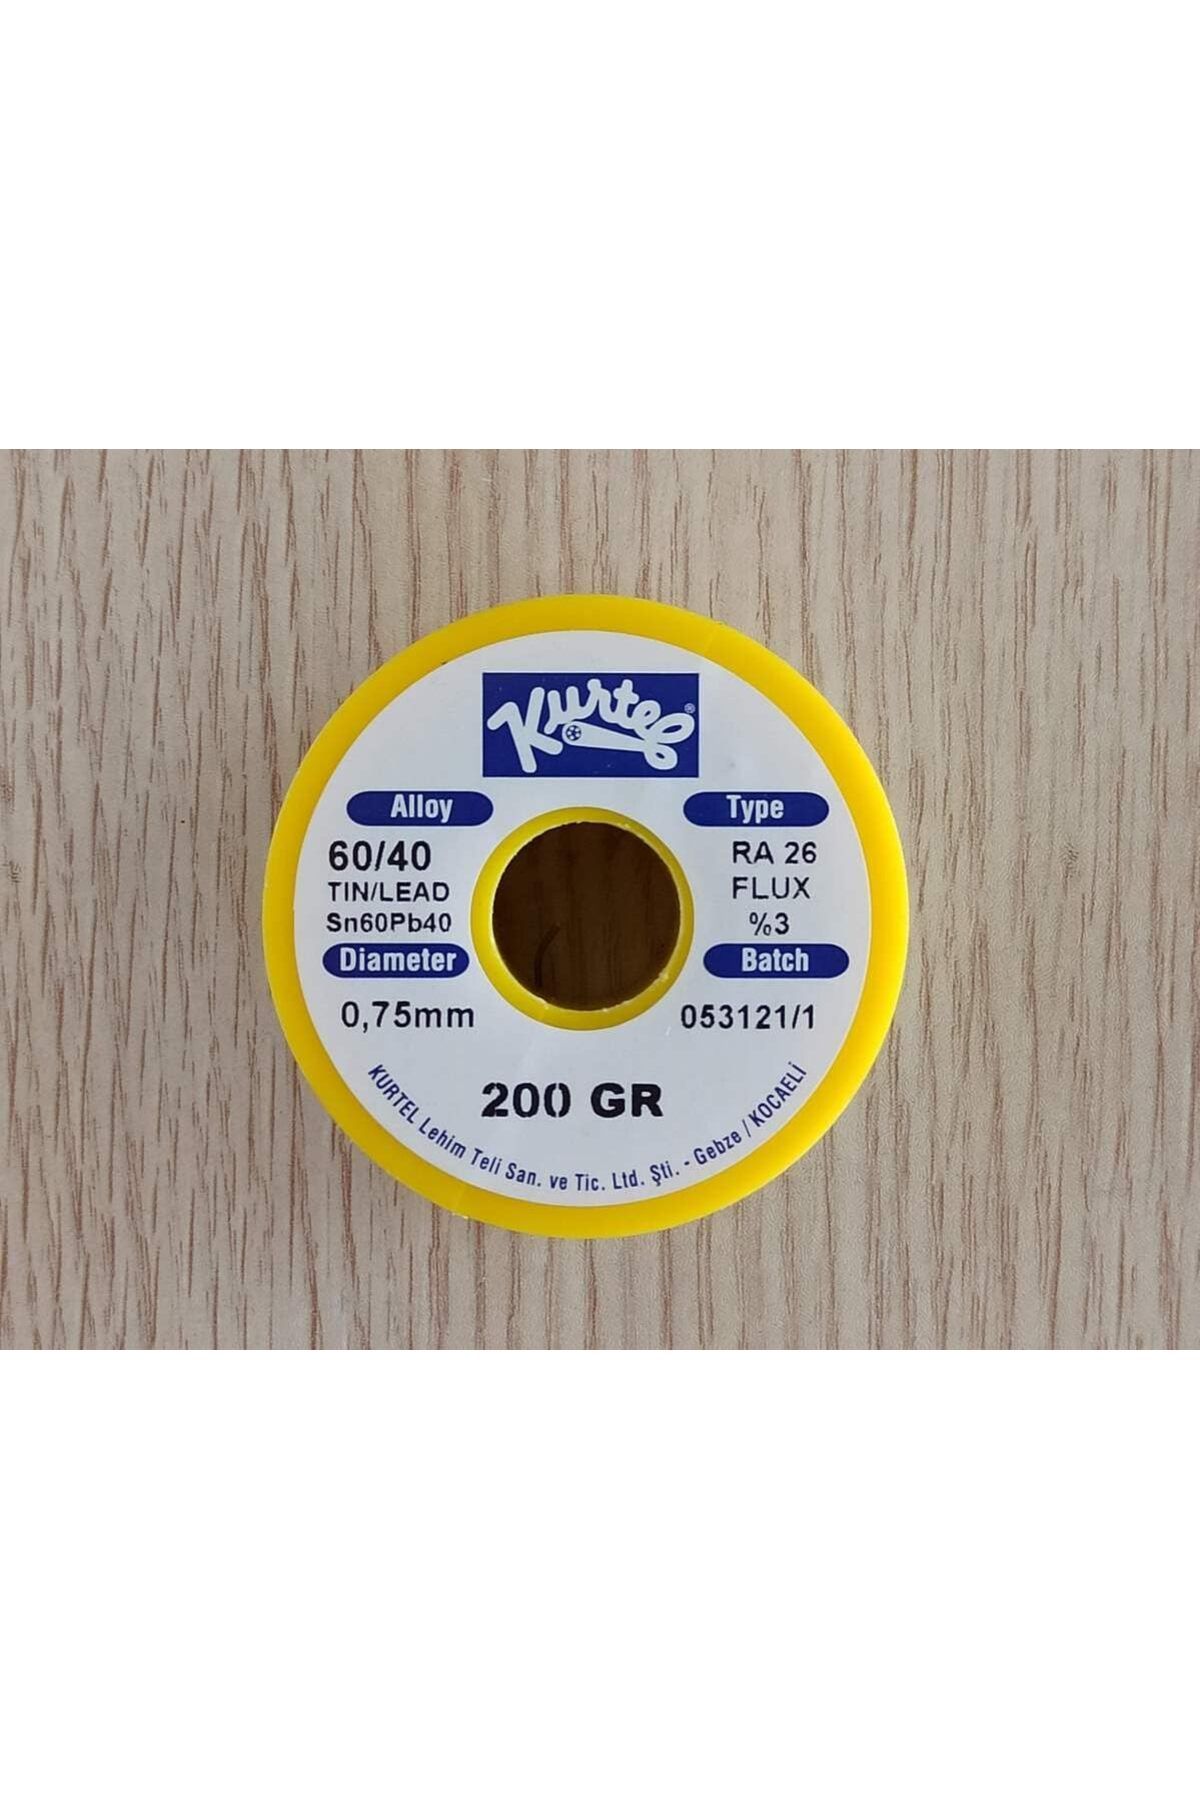 Kurtel®
Alloy
60/40
TIN/LEAD
Sn60Pb40
Diameter
0,75mm
Type
RA 26
FLUX
%3
Batch
053121/1
200 GR
KURTEL Lehim Teli San. ve Tic. Ltd. Şti. - Gebze / KOCAELİ